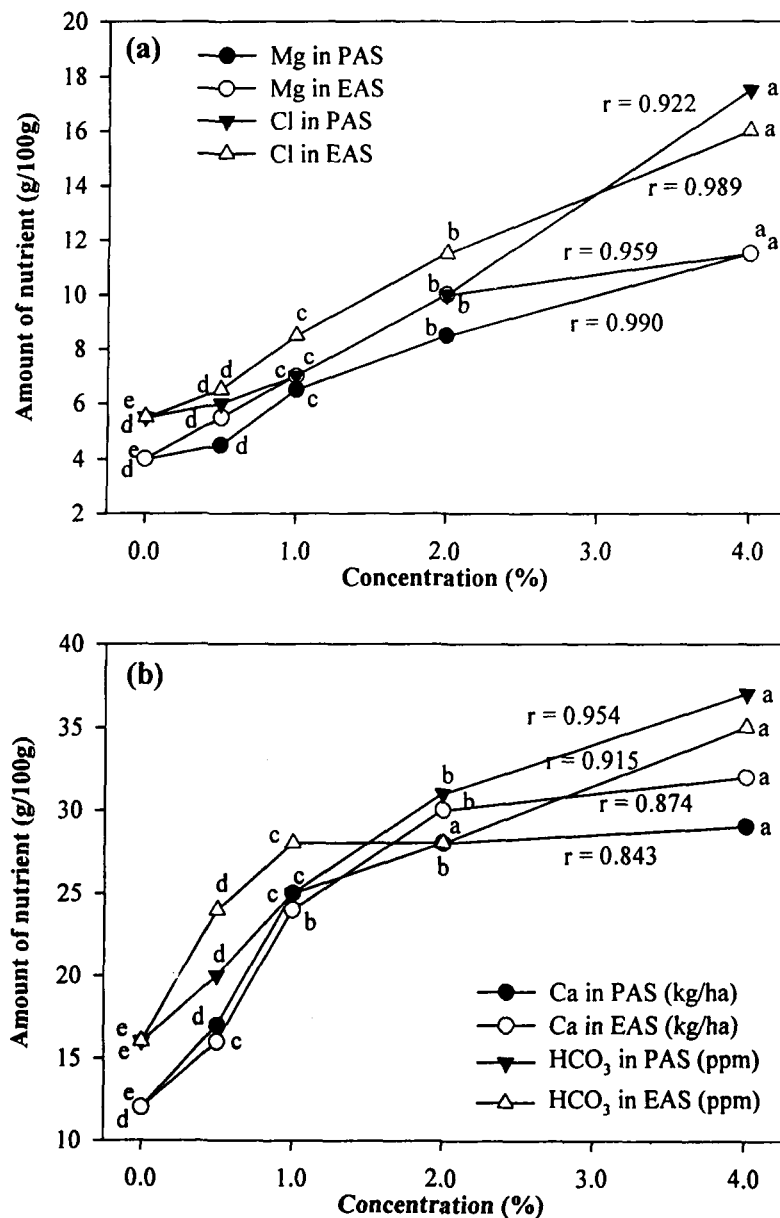 (a)
Mg in PAS
Mg in EAS
Cl in PAS
Cl in EAS
Amount of nutrient (g/100g)
20
18
16
14
12
10
8
6
4
2
r = 0.922
r = 0.989
r = 0.959
r = 0.990
a
a
a
a
b
b
b
b
c
c
c
c
d
d
d
d
e
d
e
d
0.0 1.0 2.0 3.0 4.0
Concentration (%)
(b)
Amount of nutrient (g/100g)
40
35
30
25
20
15
10
r = 0.954
r = 0.915
r = 0.874
r = 0.843
a
a
a
a
b
b
a
b
c
c
c
b
d
d
d
c
e
e
e
d
Ca in PAS (kg/ha)
Ca in EAS (kg/ha)
HCO₃ in PAS (ppm)
HCO₃ in EAS (ppm)
0.0 1.0 2.0 3.0 4.0
Concentration (%)